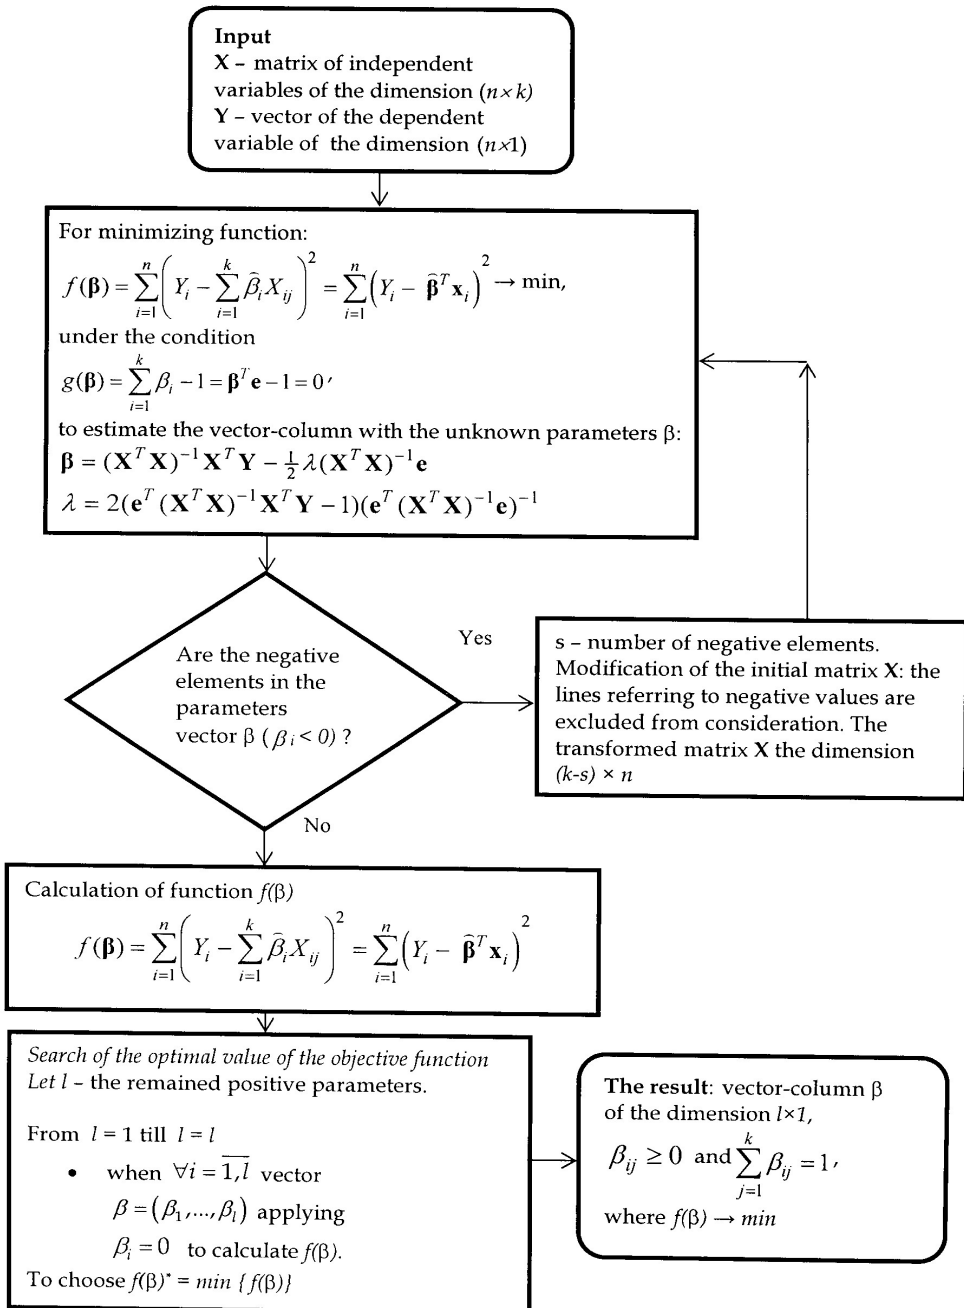 Input
X – matrix of independent
variables of the dimension (n×k)
Y – vector of the dependent
variable of the dimension (n×1)
For minimizing function:
f(β) = ∑_{i=1}^{n} (Y_i − ∑_{i=1}^{k} β̂_i X_{ij})² = ∑_{i=1}^{n} (Y_i − β̂^T x_i)² → min,
under the condition
g(β) = ∑_{i=1}^{k} β_i − 1 = β^T e − 1 = 0,
to estimate the vector-column with the unknown parameters β:
β = (X^T X)^{−1} X^T Y − ½ λ(X^T X)^{−1} e
λ = 2(e^T (X^T X)^{−1} X^T Y − 1)(e^T (X^T X)^{−1} e)^{−1}
Are the negative
elements in the
parameters
vector β (β_i < 0) ?
Yes
s – number of negative elements.
Modification of the initial matrix X: the
lines referring to negative values are
excluded from consideration. The
transformed matrix X the dimension
(k-s) × n
No
Calculation of function f(β)
f(β) = ∑_{i=1}^{n} (Y_i − ∑_{i=1}^{k} β̂_i X_{ij})² = ∑_{i=1}^{n} (Y_i − β̂^T x_i)²
Search of the optimal value of the objective function
Let l – the remained positive parameters.
From l = 1 till l = l
• when ∀i = \overline{1,l} vector
β = (β_1,...,β_l) applying
β_i = 0 to calculate f(β).
To choose f(β)* = min {f(β)}
The result: vector-column β
of the dimension l×1,
β_{ij} ≥ 0 and ∑_{j=1}^{k} β_{ij} = 1,
where f(β) → min